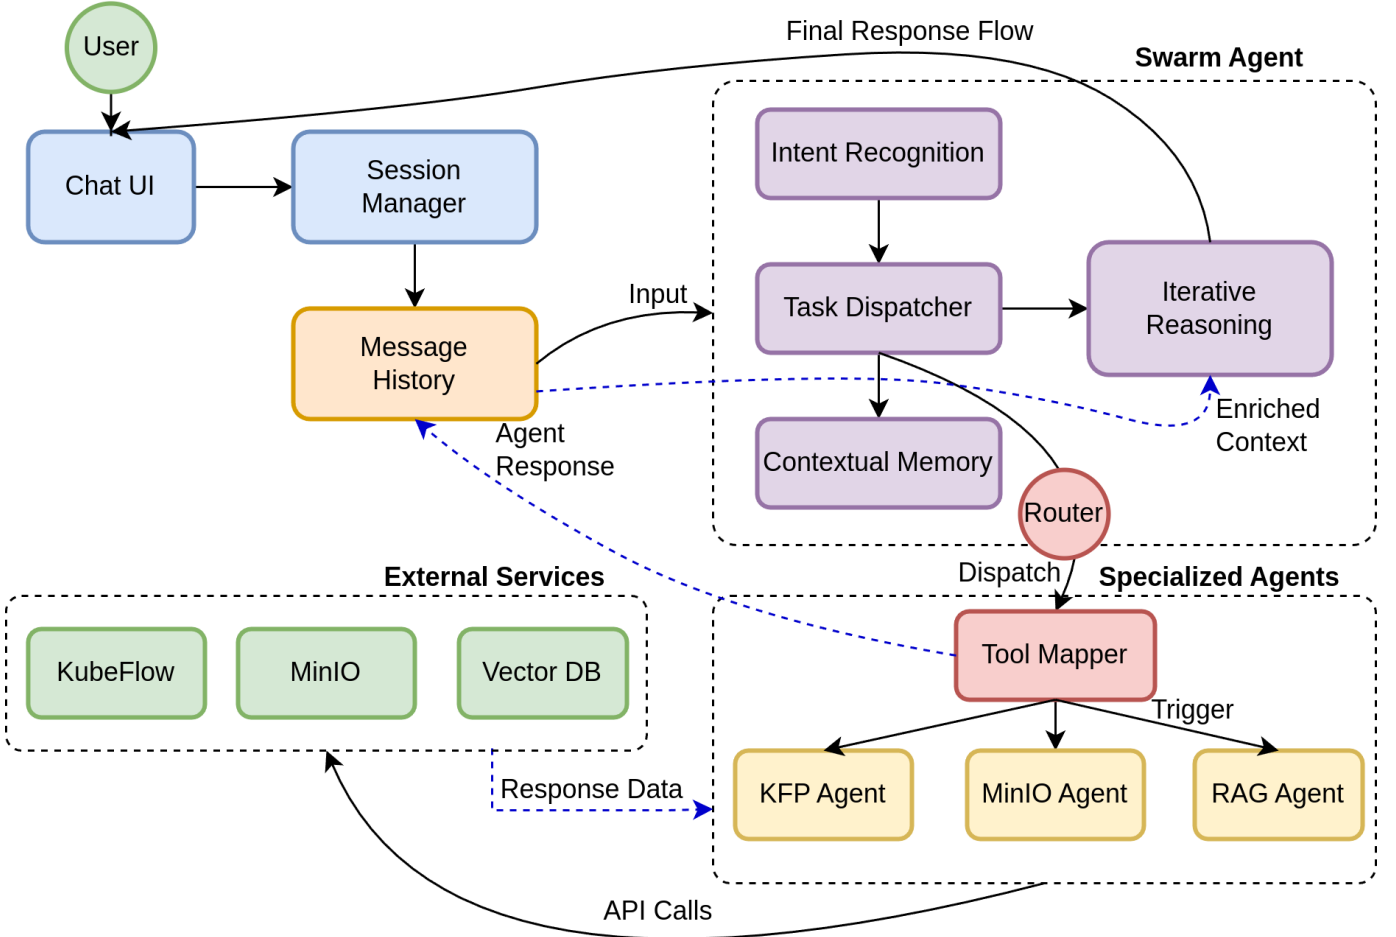 User
Final Response Flow
Swarm Agent
Chat UI
Session
Manager
Intent Recognition
Input
Task Dispatcher
Iterative
Reasoning
Message
History
Enriched
Context
Agent
Response
Contextual Memory
Router
External Services
Dispatch
Specialized Agents
KubeFlow
MinIO
Vector DB
Tool Mapper
Trigger
Response Data
KFP Agent
MinIO Agent
RAG Agent
API Calls